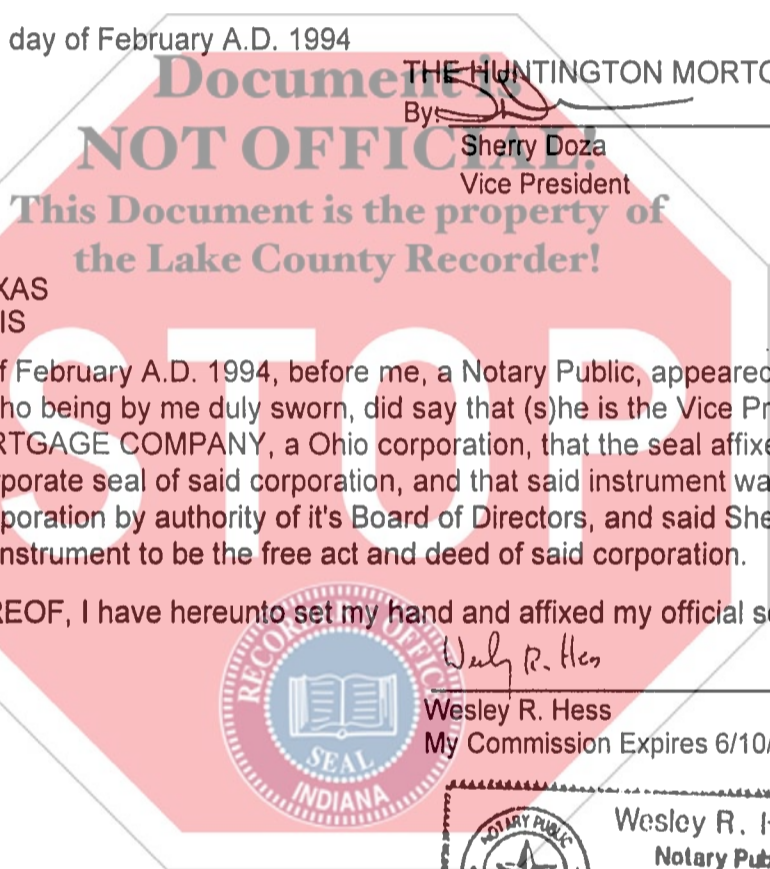 day of February A.D. 1994
Document is
THE HUNTINGTON MORTG
By:
NOT OFFICIAL!
Sherry Doza
Vice President
This Document is the property of
the Lake County Recorder!
XAS
IS
STOP
f February A.D. 1994, before me, a Notary Public, appeared
ho being by me duly sworn, did say that (s)he is the Vice Pr
RTGAGE COMPANY, a Ohio corporation, that the seal affixe
porate seal of said corporation, and that said instrument wa
poration by authority of it's Board of Directors, and said She
nstrument to be the free act and deed of said corporation.
REOF, I have hereunto set my hand and affixed my official se
Wesley R. Hess
RECORDER'S OFFICE
SEAL
INDIANA
Wesley R. Hess
My Commission Expires 6/10/
NOTARY PUBLIC
Wesley R. H
Notary Pub